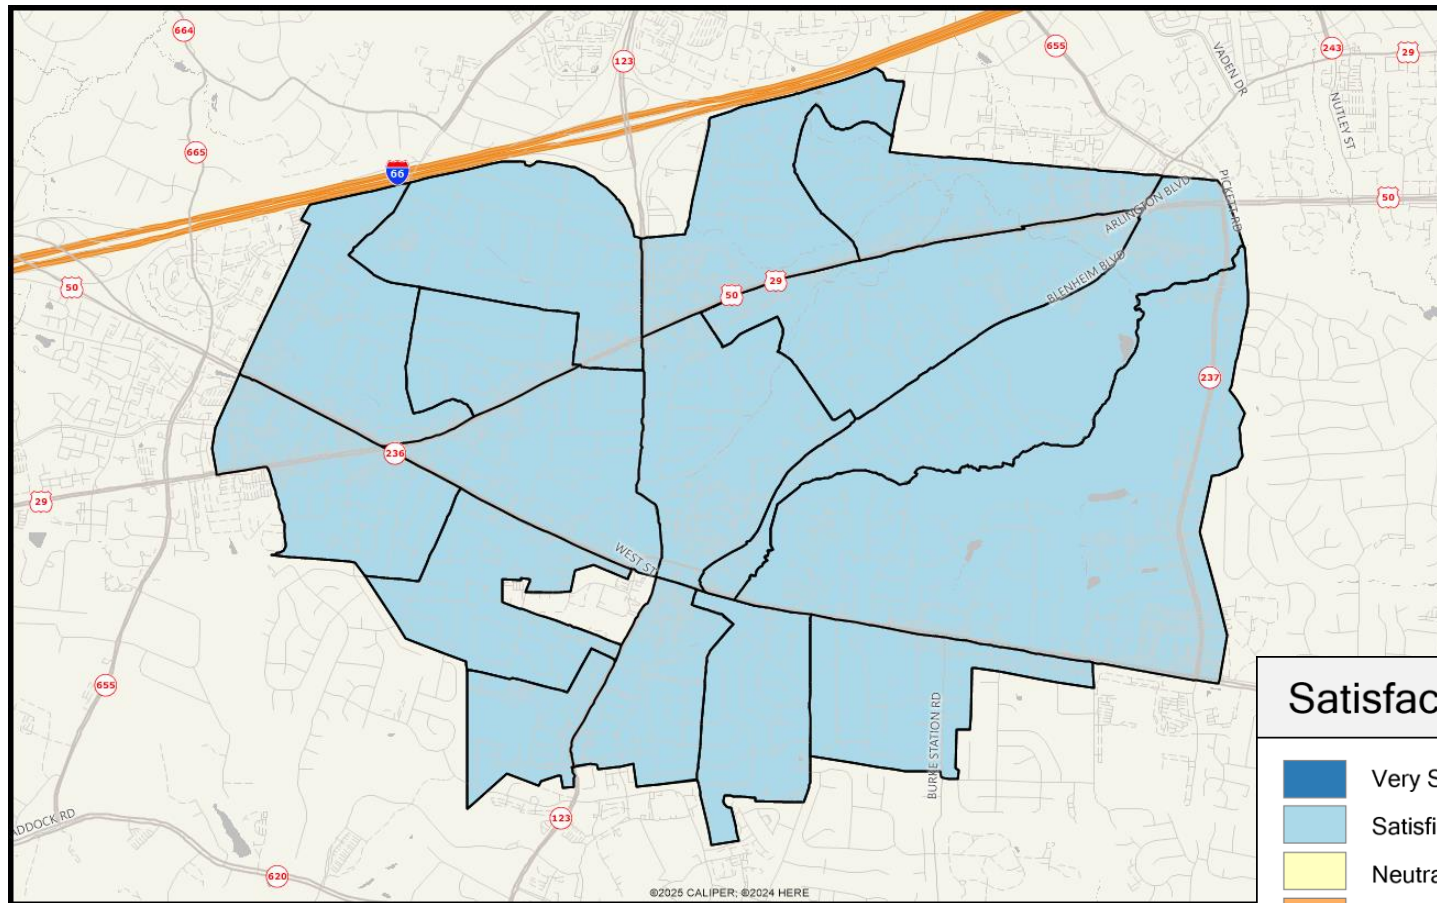 664
123
655
243
29
VADEN DR
NUTLEY ST
665
66
PICKETT RD
50
ARLINGTON BLVD
50
29
50
BLENHEIM BLVD
237
236
29
WEST ST
655
BURKE STATION RD
123
ADDOCK RD
620
©2025 CALIPER; ©2024 HERE
Satisfac
Very S
Satisfi
Neutra